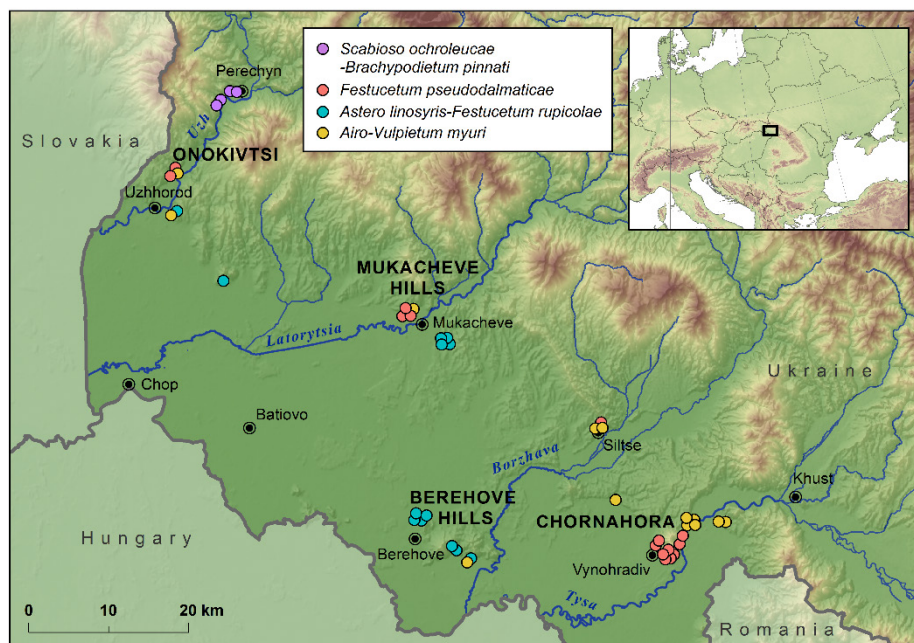 Scabioso ochroleucae
-Brachypodietum pinnati
Festucetum pseudodalmaticae
Astero linosyris-Festucetum rupicolae
Airo-Vulpietum myuri
Perechyn
Uzh
Slovakia
ONOKIVTSI
Uzhhorod
MUKACHEVE
HILLS
Mukacheve
Latorytsia
Ukraine
Chop
Batiovo
Siltse
Borzhava
Khust
BEREHOVE
HILLS
CHORNAHORA
Hungary
Berehove
Vynohradiv
Tysa
0 10 20 km
Romania